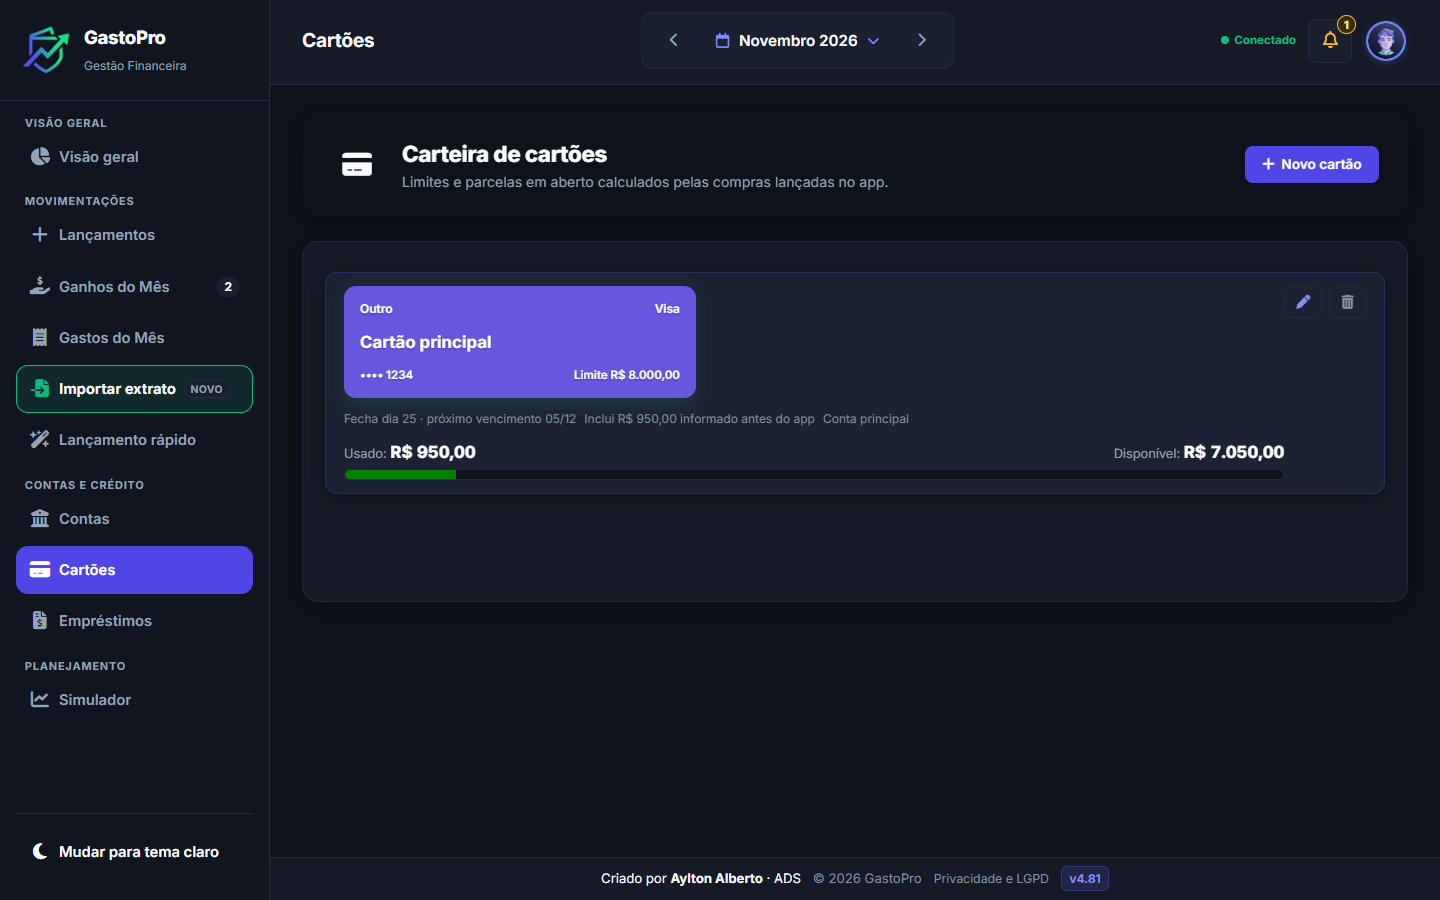 GastoPro
Gestão Financeira
VISÃO GERAL
Visão geral
MOVIMENTAÇÕES
Lançamentos
Ganhos do Mês 2
Gastos do Mês
Importar extrato NOVO
Lançamento rápido
CONTAS E CRÉDITO
Contas
Cartões
Empréstimos
PLANEJAMENTO
Simulador
Mudar para tema claro
Cartões
Novembro 2026
Conectado
1
Carteira de cartões
Limites e parcelas em aberto calculados pelas compras lançadas no app.
+ Novo cartão
Outro Visa
Cartão principal
•••• 1234 Limite R$ 8.000,00
Fecha dia 25 · próximo vencimento 05/12 Inclui R$ 950,00 informado antes do app Conta principal
Usado: R$ 950,00 Disponível: R$ 7.050,00
Criado por Aylton Alberto · ADS © 2026 GastoPro Privacidade e LGPD v4.81